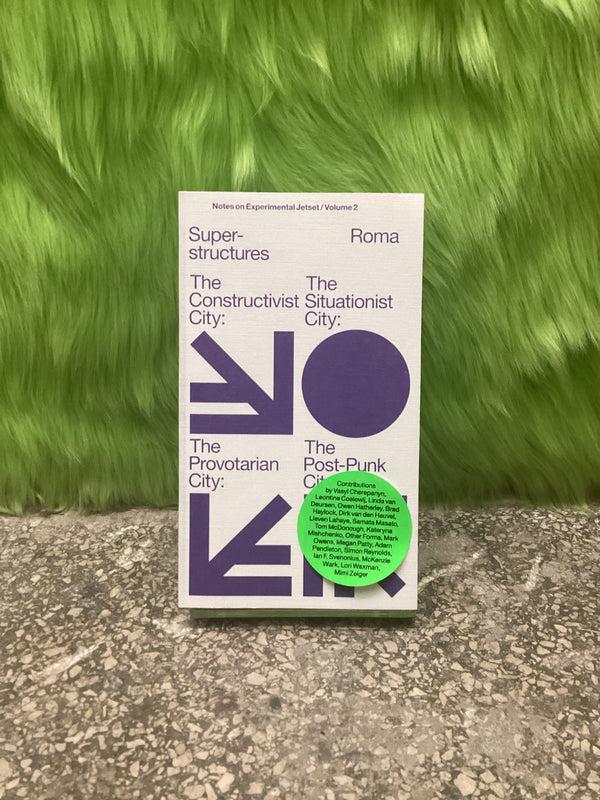 Notes on Experimental Jetset / Volume 2
Super-
structures
Roma
The
Constructivist
City:
The
Situationist
City:
The
Provotarian
City:
The
Post-Punk
Contributions
by Vasyl Cherepanyn,
Leontine Coelewij, Linda van
Deursen, Owen Hatherley, Brad
Haylock, Dirk van den Heuvel,
Lieven Lahaye, Samata Masato,
Tom McDonough, Kateryna
Mishchenko, Other Forms, Mark
Owens, Megan Patty, Adam
Pendleton, Simon Reynolds,
Ian F. Svenonius, McKenzie
Wark, Lori Waxman,
Mimi Zeiger